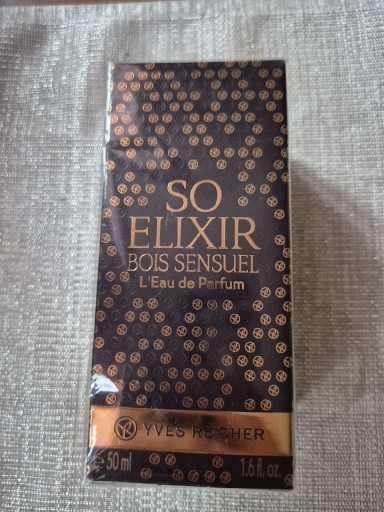 SO
ELIXIR
BOIS SENSUEL
L'Eau de Parfum
YVES ROCHER
e 50 ml 1.6 fl. oz.